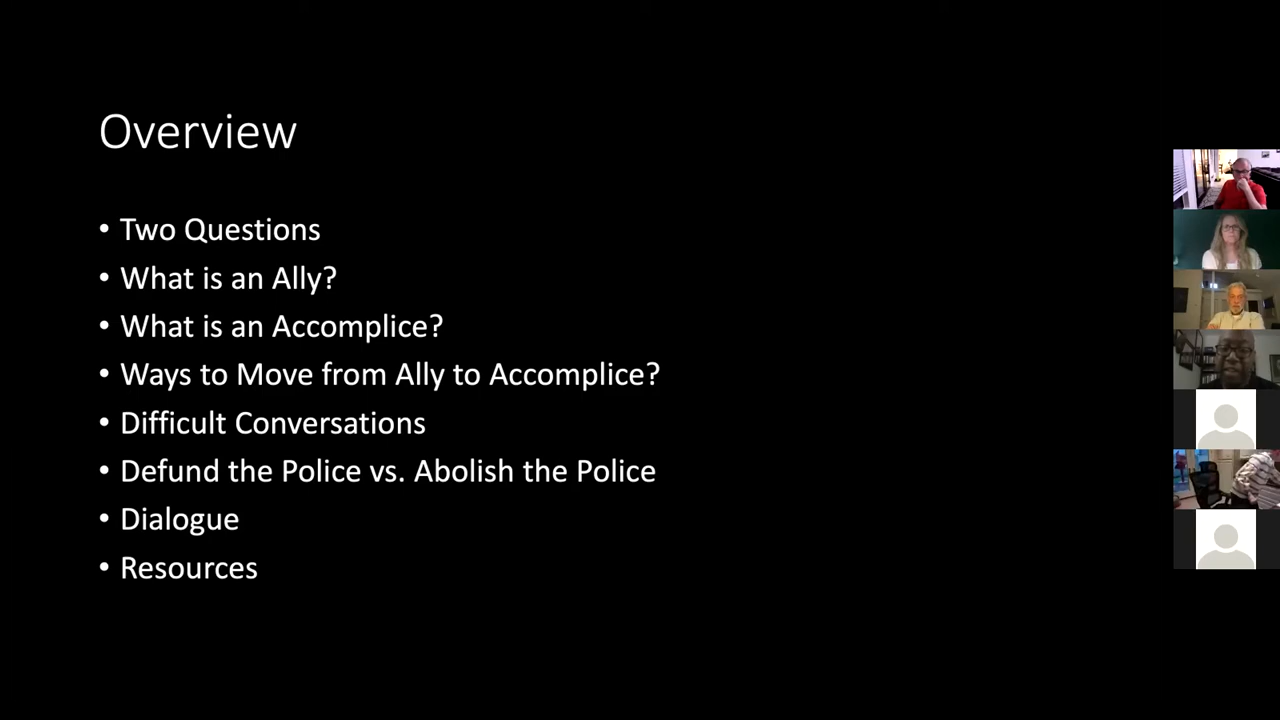 Overview
• Two Questions
• What is an Ally?
• What is an Accomplice?
• Ways to Move from Ally to Accomplice?
• Difficult Conversations
• Defund the Police vs. Abolish the Police
• Dialogue
• Resources